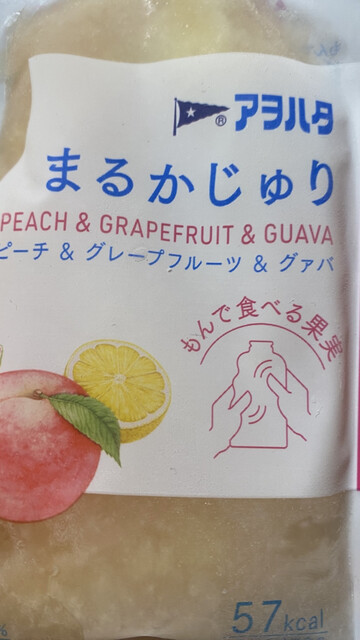 ® アヲハタ
まるかじゅり
PEACH & GRAPEFRUIT & GUAVA
ピーチ & グレープフルーツ & グァバ
もんで食べる果実
57kcal